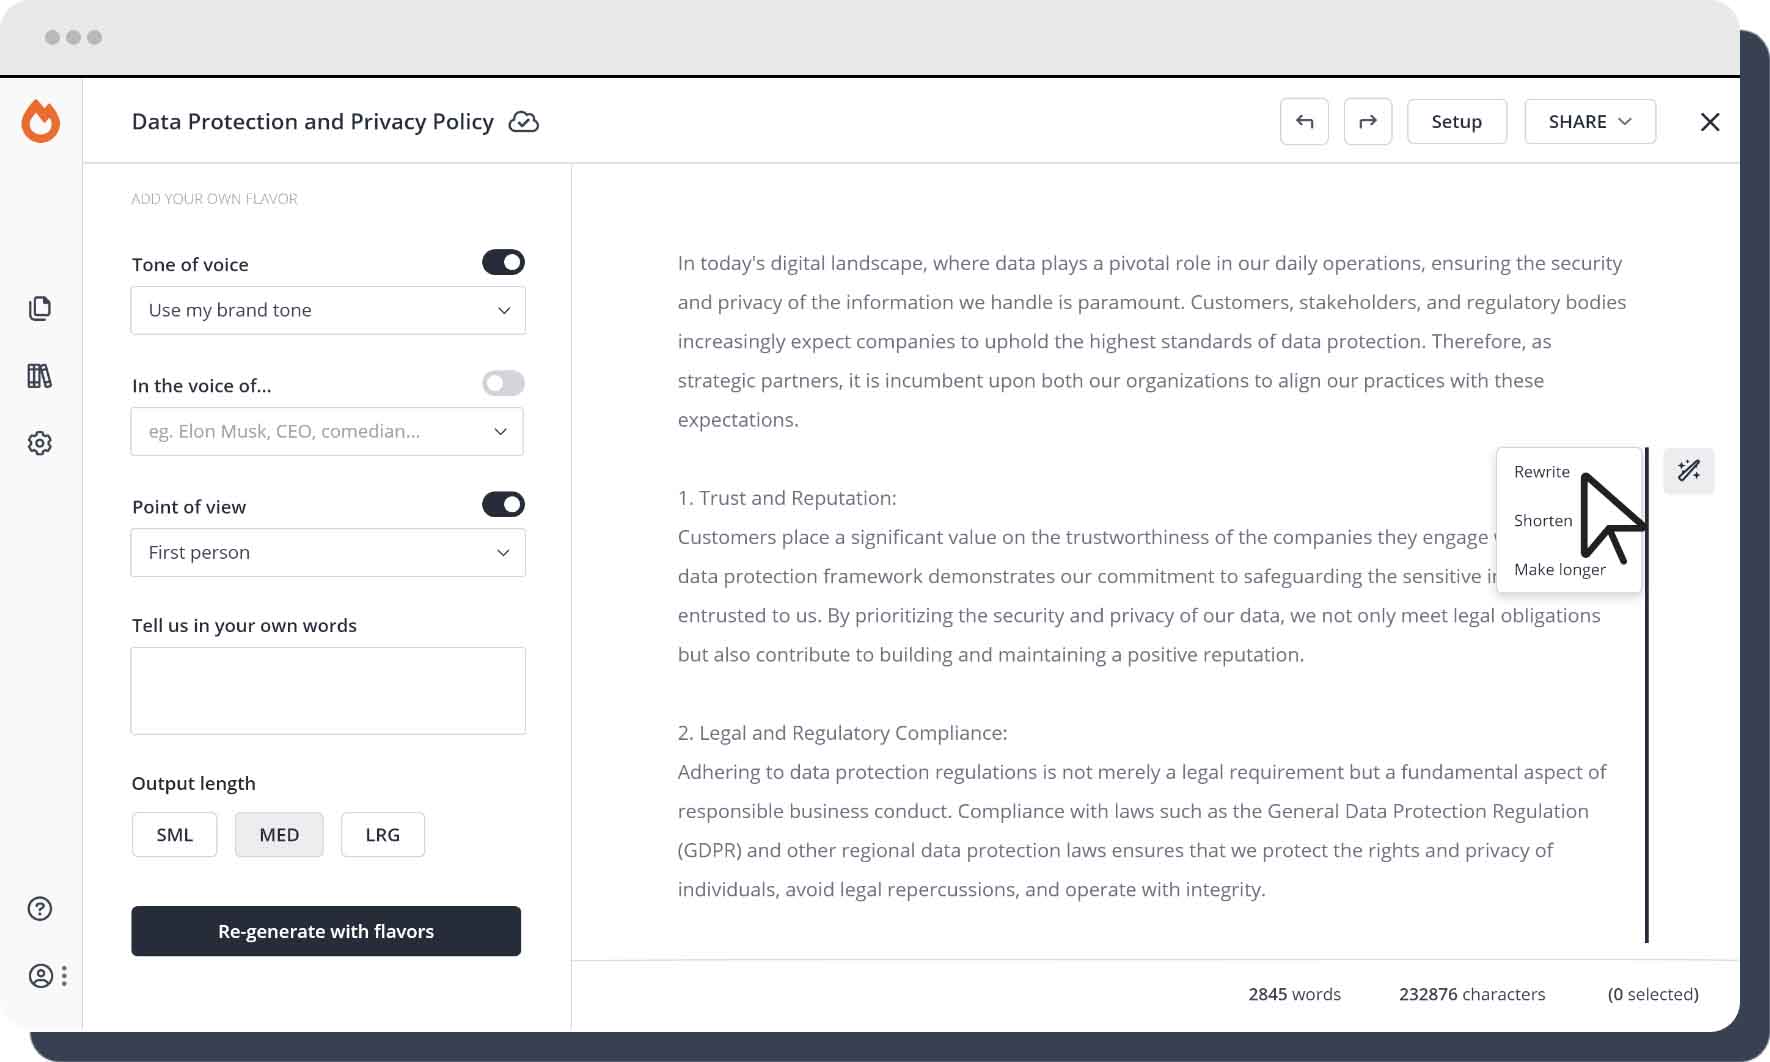 Data Protection and Privacy Policy
Setup
SHARE
ADD YOUR OWN FLAVOR
Tone of voice
Use my brand tone
In the voice of...
eg. Elon Musk, CEO, comedian...
Point of view
First person
Tell us in your own words
Output length
SML
MED
LRG
Re-generate with flavors
In today's digital landscape, where data plays a pivotal role in our daily operations, ensuring the security
and privacy of the information we handle is paramount. Customers, stakeholders, and regulatory bodies
increasingly expect companies to uphold the highest standards of data protection. Therefore, as
strategic partners, it is incumbent upon both our organizations to align our practices with these
expectations.
1. Trust and Reputation:
Customers place a significant value on the trustworthiness of the companies they engage
data protection framework demonstrates our commitment to safeguarding the sensitive
entrusted to us. By prioritizing the security and privacy of our data, we not only meet legal obligations
but also contribute to building and maintaining a positive reputation.
2. Legal and Regulatory Compliance:
Adhering to data protection regulations is not merely a legal requirement but a fundamental aspect of
responsible business conduct. Compliance with laws such as the General Data Protection Regulation
(GDPR) and other regional data protection laws ensures that we protect the rights and privacy of
individuals, avoid legal repercussions, and operate with integrity.
Rewrite
Shorten
Make longer
2845 words
232876 characters
(0 selected)